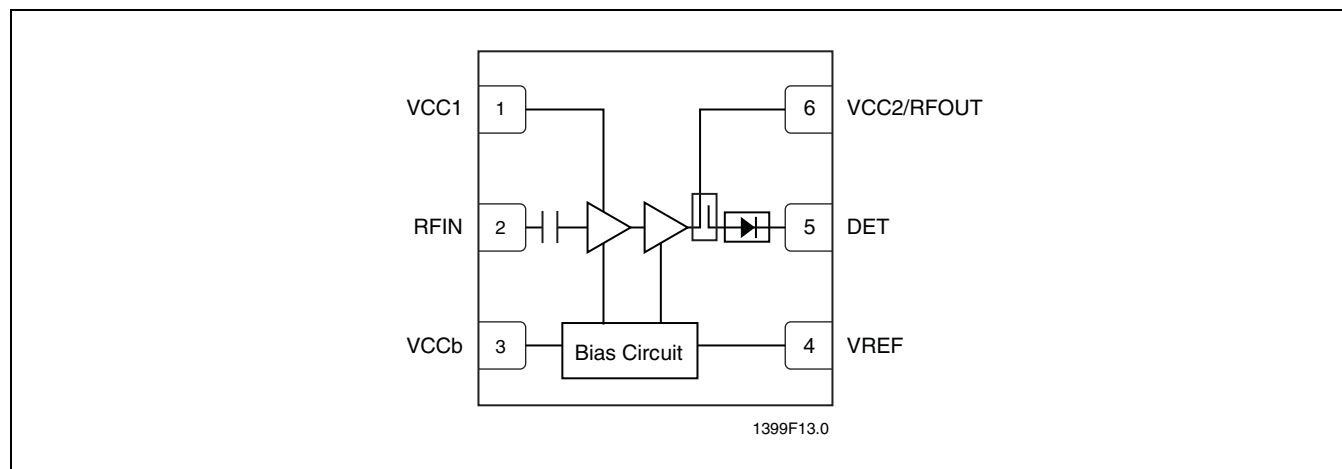 VCC1 1 6 VCC2/RFOUT
RFIN 2 5 DET
VCCb 3 Bias Circuit 4 VREF
1399F13.0